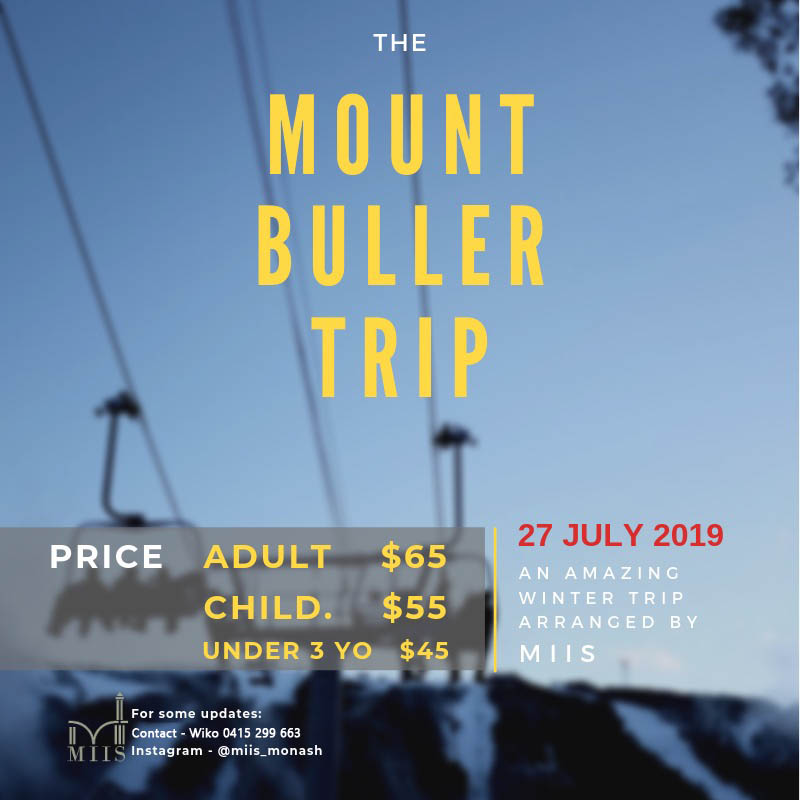 THE
MOUNT
BULLER
TRIP
PRICE ADULT $65
CHILD. $55
UNDER 3 YO $45
27 JULY 2019
AN AMAZING
WINTER TRIP
ARRANGED BY
MIIS
MIIS
For some updates:
Contact - Wiko 0415 299 663
Instagram - @miis_monash